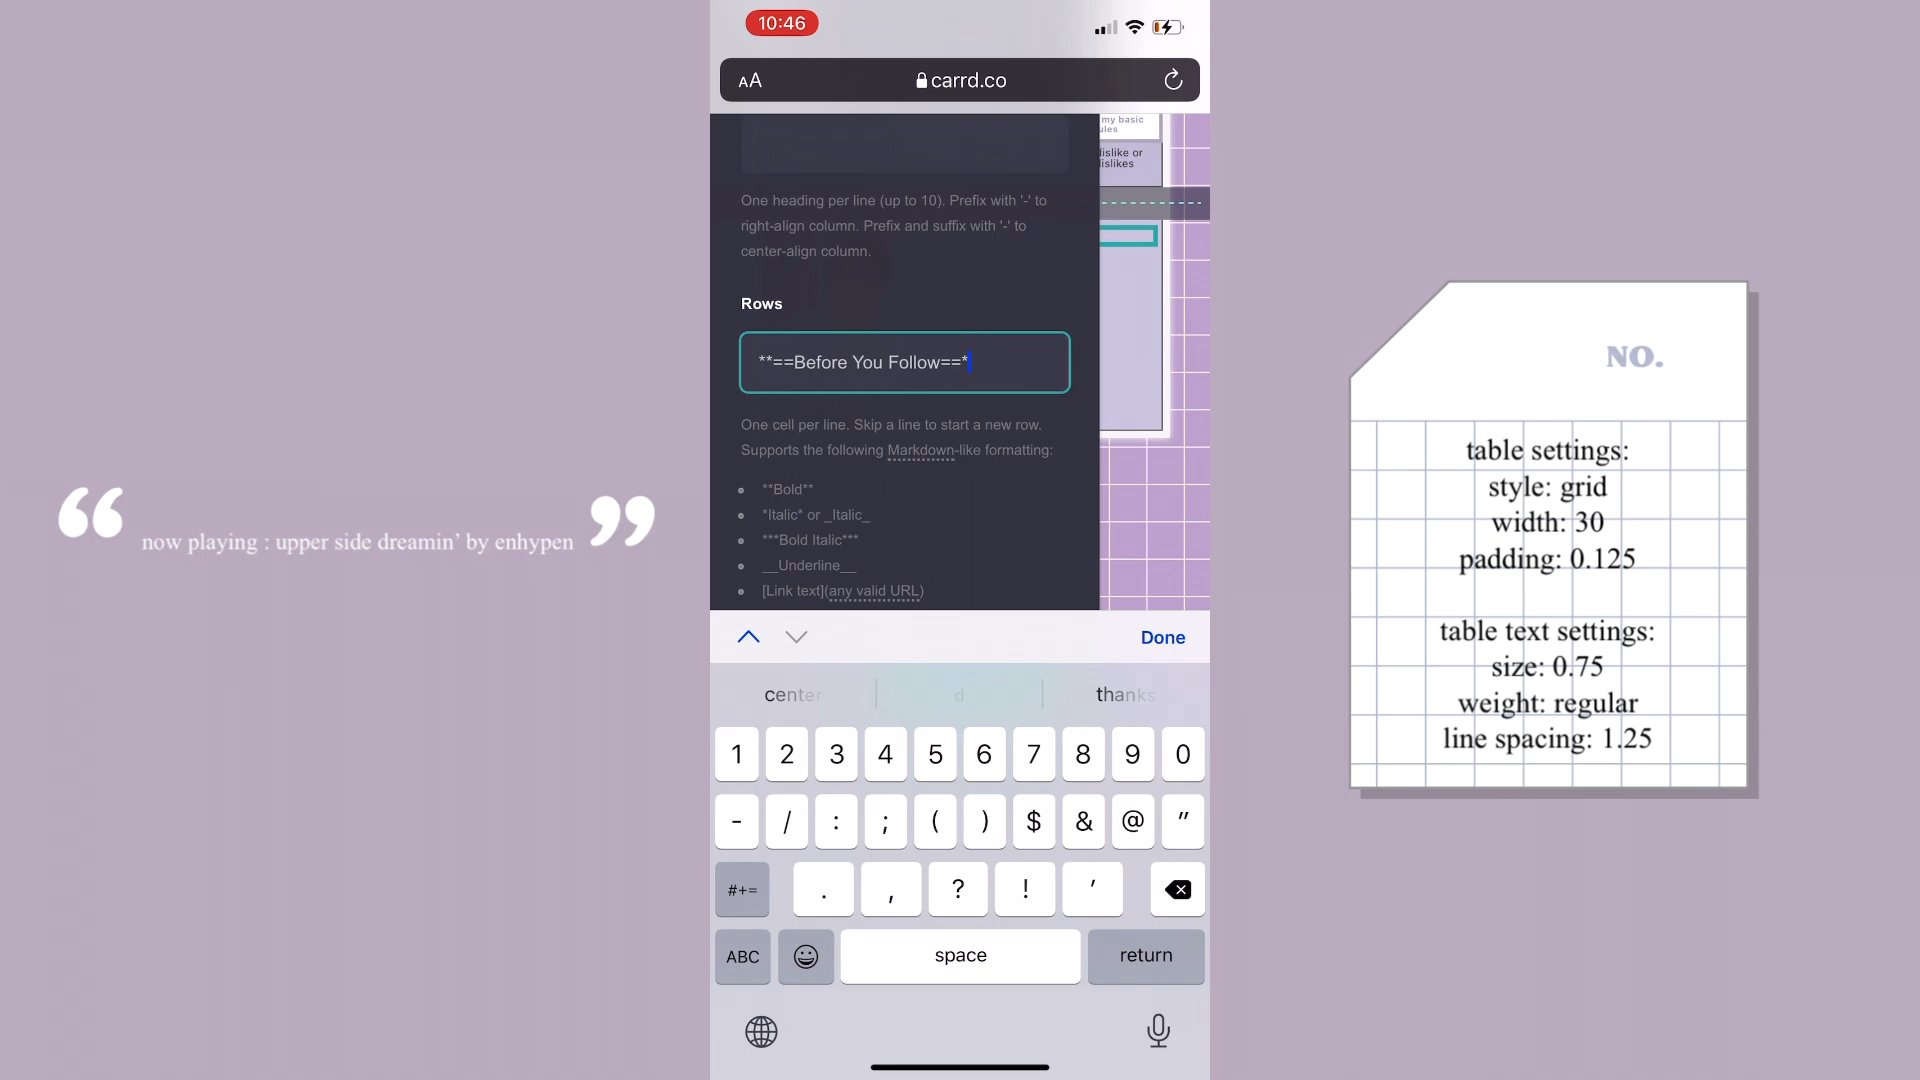 10:46
AA
carrd.co
my basic
ules
dislike or
dislikes
One heading per line (up to 10). Prefix with '-' to
right-align column. Prefix and suffix with '-' to
center-align column.
Rows
**==Before You Follow==*
One cell per line. Skip a line to start a new row.
Supports the following Markdown-like formatting:
**Bold**
*Italic* or _Italic_
***Bold Italic***
__Underline__
[Link text](any valid URL)
Done
center
d
thanks
1 2 3 4 5 6 7 8 9 0
- / : ; ( ) $ & @ ”
#+= . , ? ! ’
ABC space return
“ now playing : upper side dreamin’ by enhypen ”
NO.
table settings:
style: grid
width: 30
padding: 0.125
table text settings:
size: 0.75
weight: regular
line spacing: 1.25